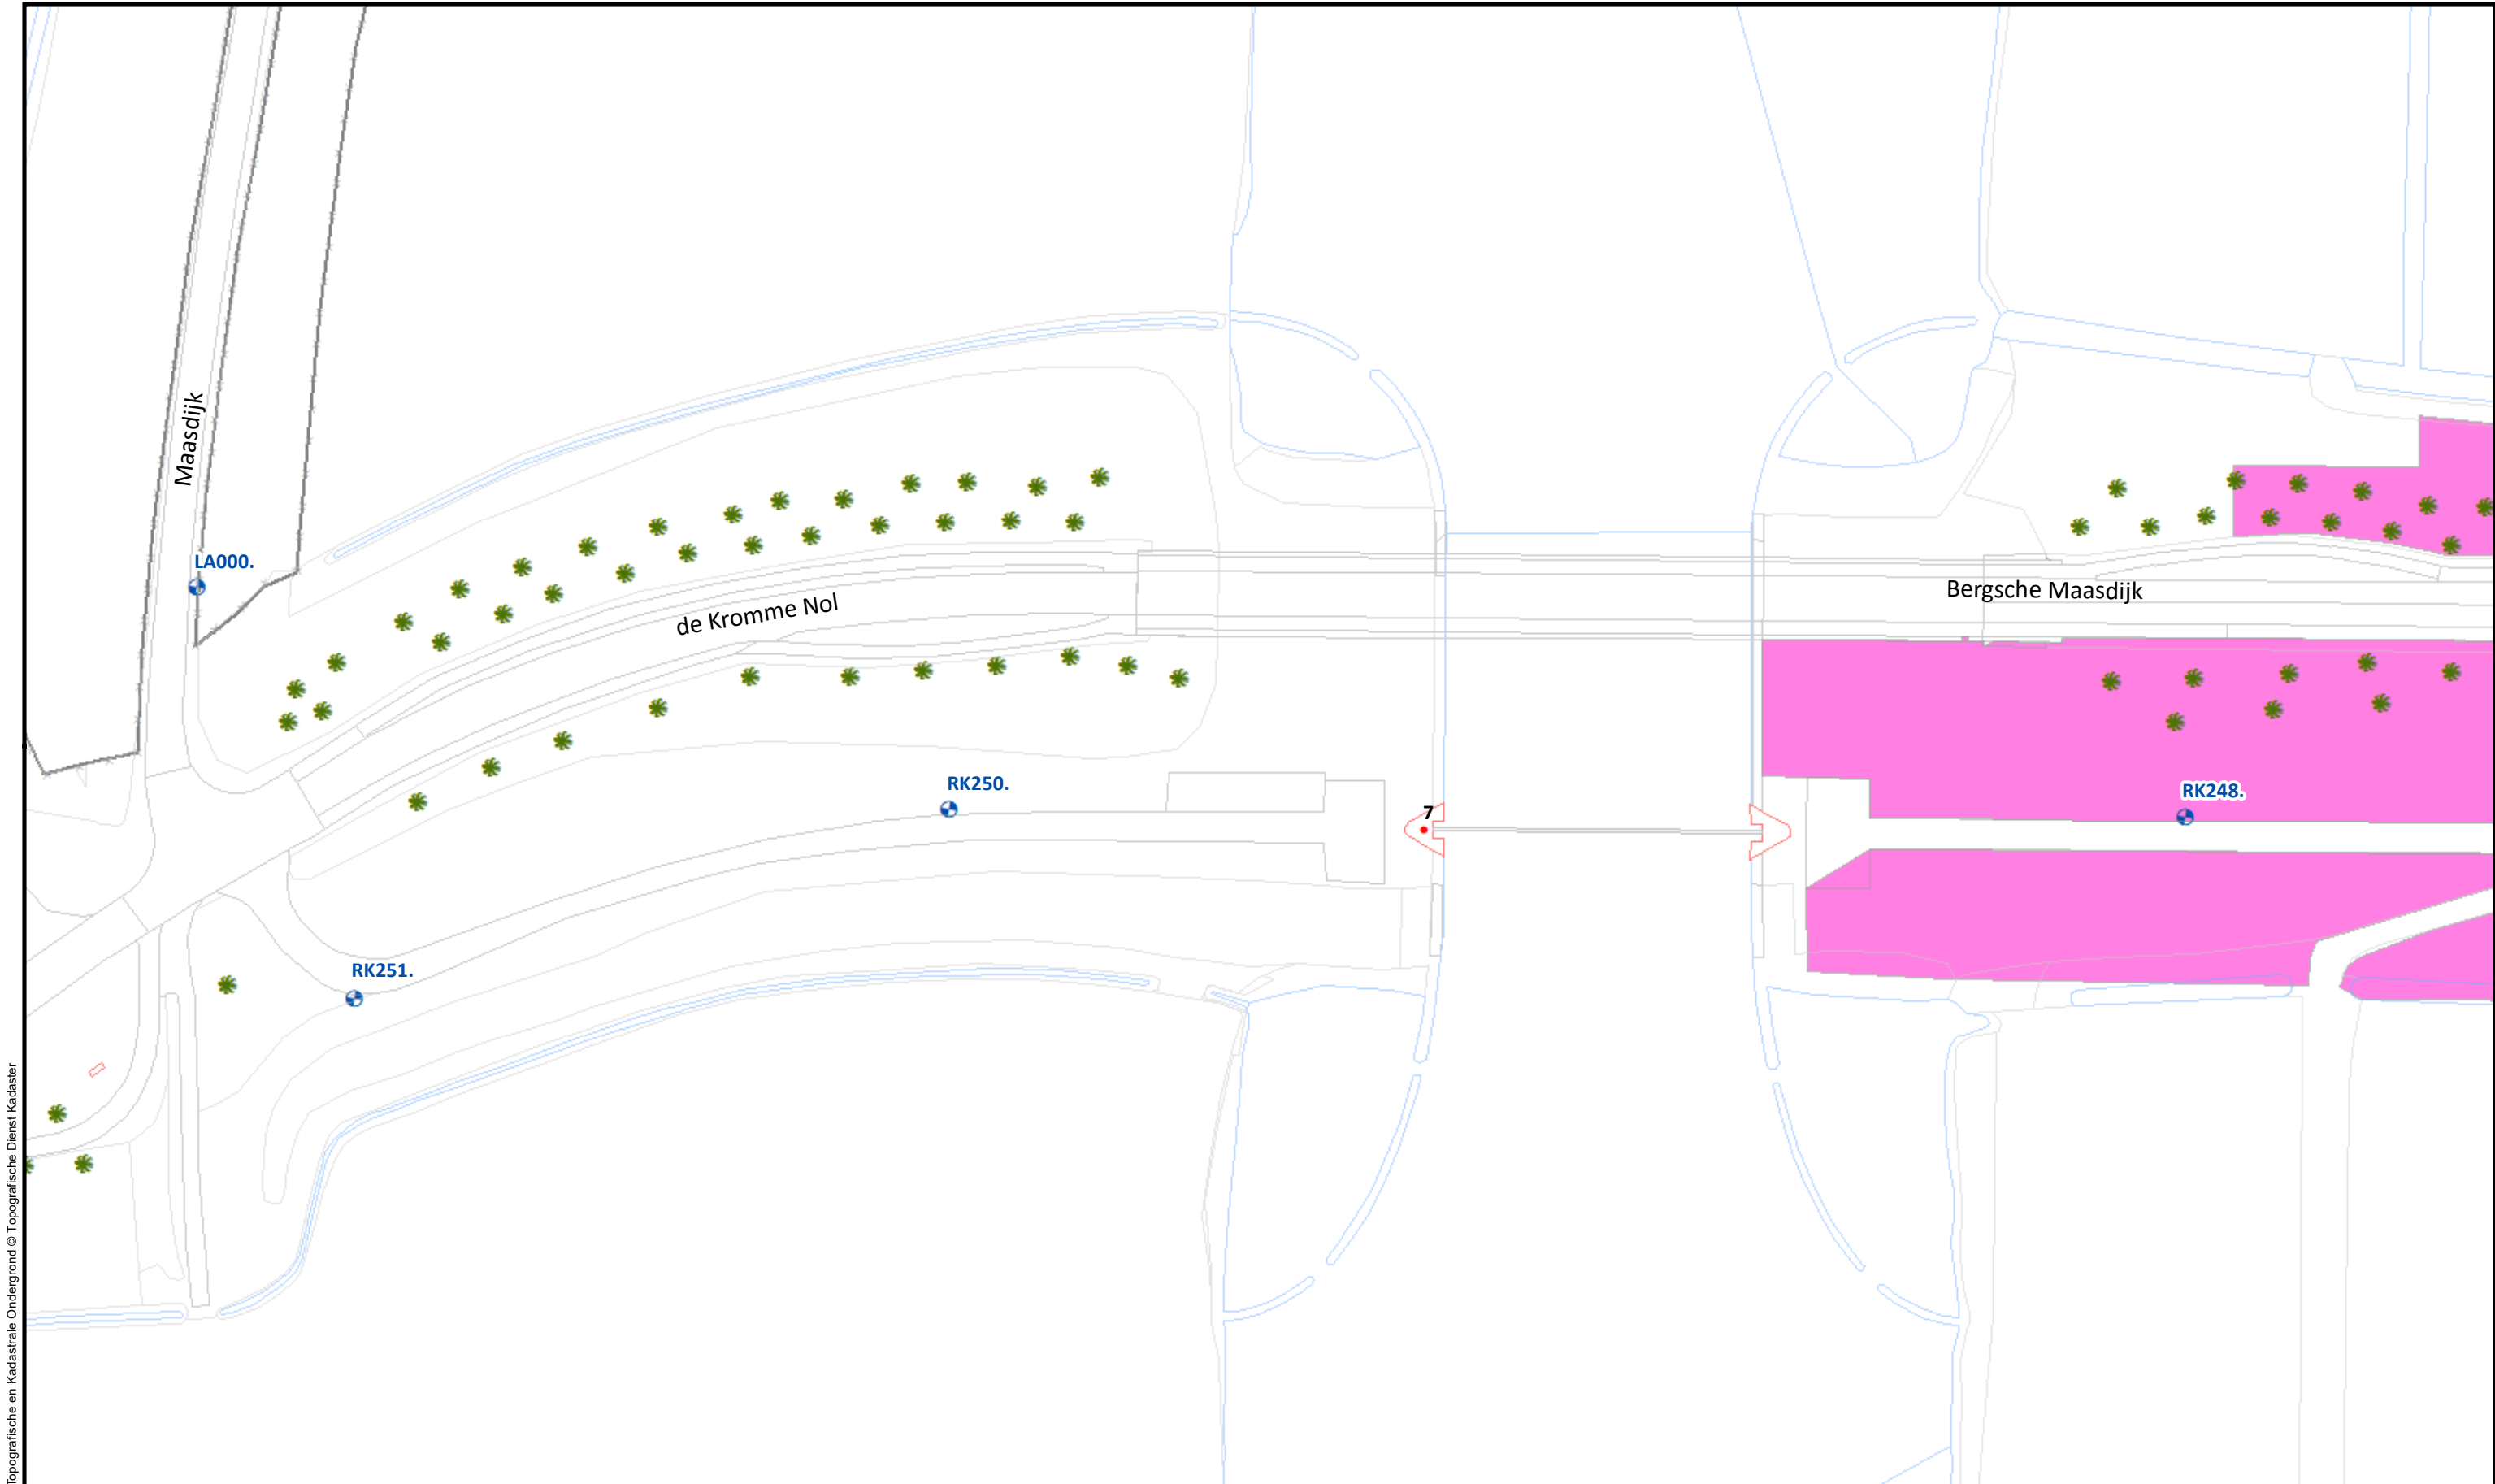 Maasdijk
LA000.
de Kromme Nol
Bergsche Maasdijk
RK250.
7
RK248.
RK251.
Topografische en Kadastrale Ondergrond © Topografische Dienst Kadaster